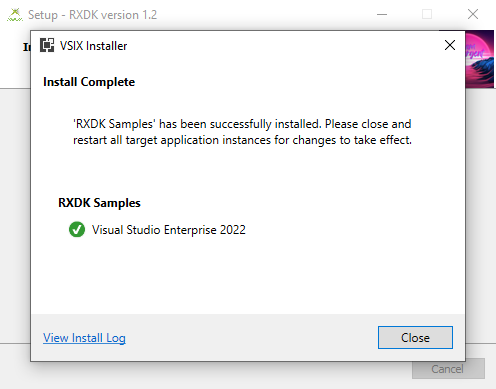 Setup - RXDK version 1.2
VSIX Installer
Install Complete
'RXDK Samples' has been successfully installed. Please close and
restart all target application instances for changes to take effect.
RXDK Samples
Visual Studio Enterprise 2022
View Install Log
Close
Cancel